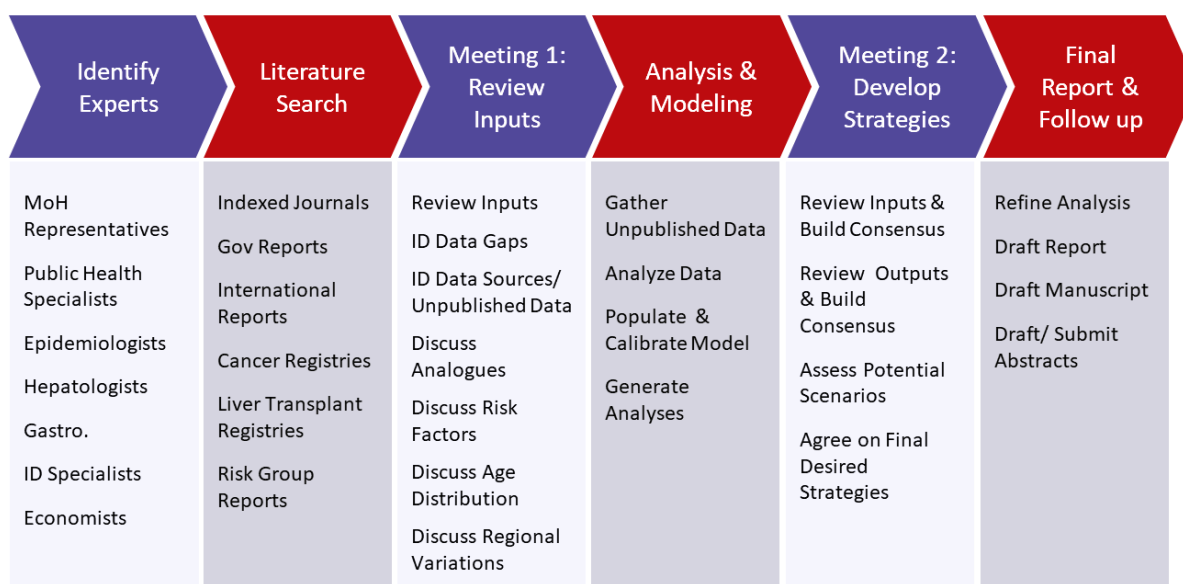 Identify
Experts
Literature
Search
Meeting 1:
Review
Inputs
Analysis &
Modeling
Meeting 2:
Develop
Strategies
Final
Report &
Follow up
MoH
Representatives
Public Health
Specialists
Epidemiologists
Hepatologists
Gastro.
ID Specialists
Economists
Indexed Journals
Gov Reports
International
Reports
Cancer Registries
Liver Transplant
Registries
Risk Group
Reports
Review Inputs
ID Data Gaps
ID Data Sources/
Unpublished Data
Discuss
Analogues
Discuss Risk
Factors
Discuss Age
Distribution
Discuss Regional
Variations
Gather
Unpublished Data
Analyze Data
Populate &
Calibrate Model
Generate
Analyses
Review Inputs &
Build Consensus
Review Outputs
& Build
Consensus
Assess Potential
Scenarios
Agree on Final
Desired
Strategies
Refine Analysis
Draft Report
Draft Manuscript
Draft/ Submit
Abstracts